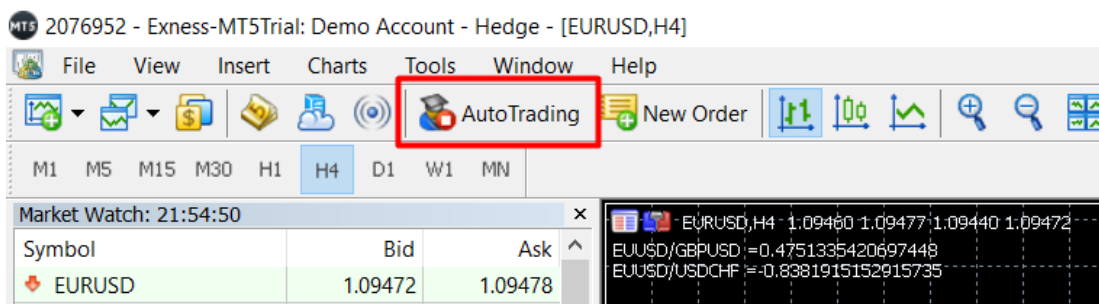 MT5 2076952 - Exness-MT5Trial: Demo Account - Hedge - [EURUSD,H4]
File View Insert Charts Tools Window Help
AutoTrading New Order
M1 M5 M15 M30 H1 H4 D1 W1 MN
Market Watch: 21:54:50
EURUSD,H4 1.09460 1.09477 1.09440 1.09472
Symbol Bid Ask
EUUSD/GBPUSD =0.4751335420697448
EUUSD/USDCHF =-0.8381915152915735
EURUSD 1.09472 1.09478